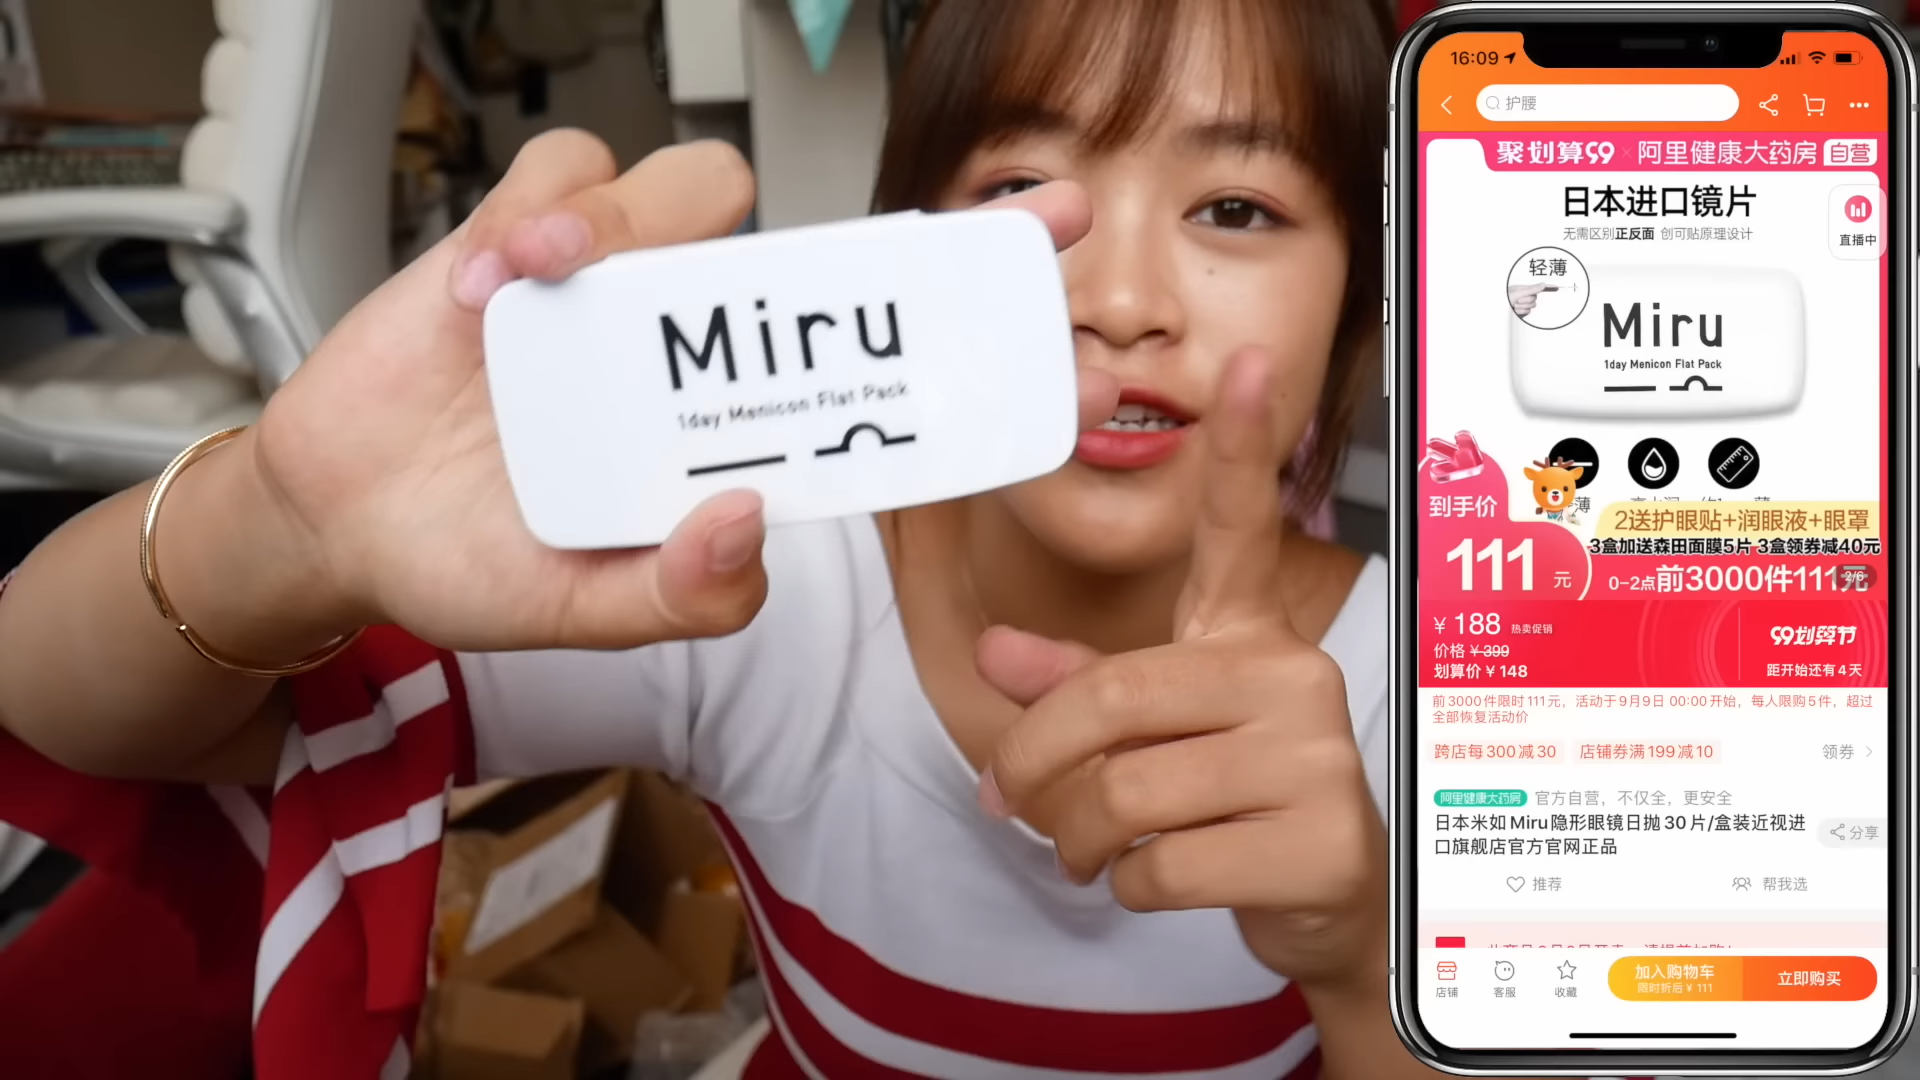 Miru
1day Menicon Flat Pack
16:09
护腰
聚划算99 × 阿里健康大药房 自营
日本进口镜片
无需区别正反面 创可贴原理设计
直播中
轻薄
Miru
1day Menicon Flat Pack
到手价
111元
2送护眼贴+润眼液+眼罩
3盒加送森田面膜5片 3盒领券减40元
0-2点前3000件111元
2/6
¥ 188 热卖促销
价格 ¥ 399
划算价 ¥ 148
99划算节
距开始还有4天
前3000件限时111元，活动于9月9日 00:00开始，每人限购5件，超过
全部恢复活动价
跨店每300减30
店铺券满199减10
领券
阿里健康大药房 官方自营，不仅全，更安全
日本米如Miru隐形眼镜日抛30片/盒装近视进
口旗舰店官方官网正品
分享
推荐
帮我选
店铺
客服
收藏
加入购物车
限时折后 ¥ 111
立即购买